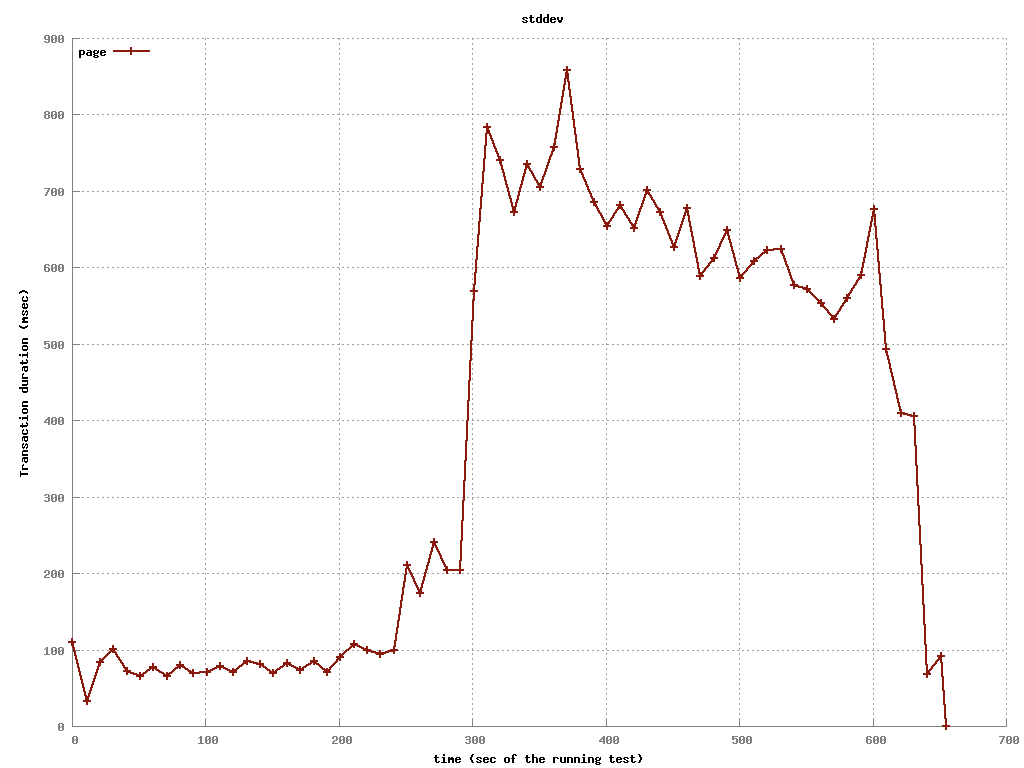 stddev
900
page
800
700
600
500
400
300
200
100
0
0 100 200 300 400 500 600 700
Transaction duration (msec)
time (sec of the running test)